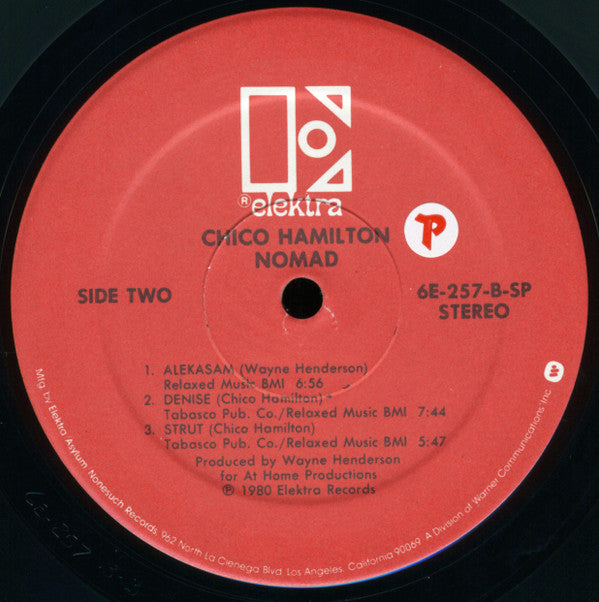 ® elektra
CHICO HAMILTON
NOMAD
P
SIDE TWO
6E-257-B-SP
STEREO
1. ALEKASAM (Wayne Henderson)
Relaxed Music BMI 6:56
2. DENISE (Chico Hamilton)
Tabasco Pub. Co./Relaxed Music BMI 7:44
3. STRUT (Chico Hamilton)
Tabasco Pub. Co./Relaxed Music BMI 5:47
Produced by Wayne Henderson
for At Home Productions
℗ 1980 Elektra Records
Mfg. by Elektra Asylum Nonesuch Records, 962 North La Cienega Blvd. Los Angeles, California 90069 A Division of Warner Communications Inc.